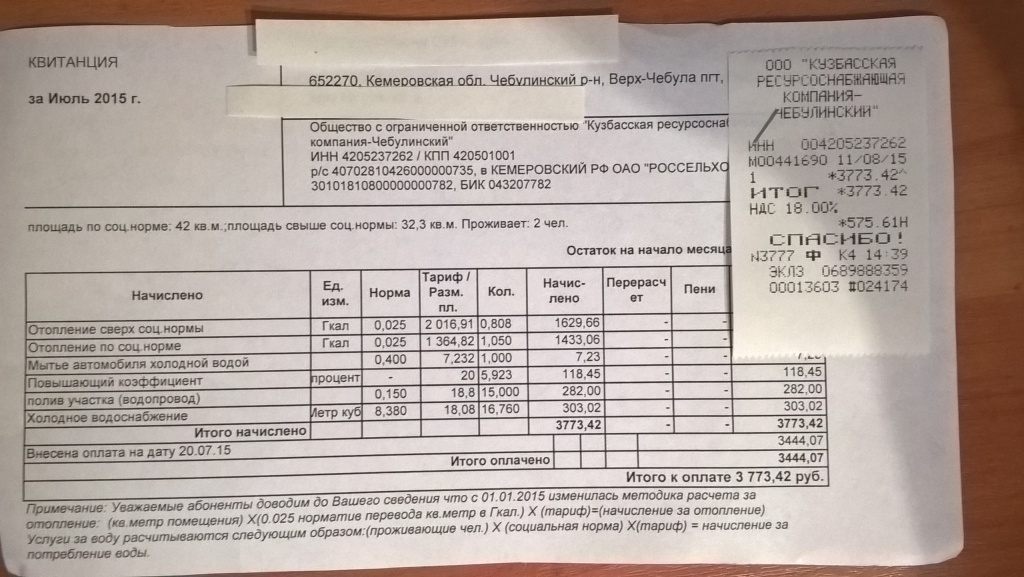 КВИТАНЦИЯ
за Июль 2015 г.
652270, Кемеровская обл. Чебулинский р-н, Верх-Чебула пгт,
Общество с ограниченной ответственностью "Кузбасская
компания-Чебулинский"
ИНН 4205237262 / КПП 420501001
р/с 40702810426000000735, в КЕМЕРОВСКИЙ РФ ОАО
30101810800000000782, БИК 043207782
площадь по соц.норме: 42 кв.м.;площадь свыше соц.нормы: 32,3 кв.м. Проживает: 2 чел.
Остаток на начало месяца
Начислено Ед. изм. Норма Тариф / Разм. пл. Кол. Начис-лено Перерасч ет Пени
Отопление сверх соц.нормы Гкал 0,025 2 016,91 0,808 1629,66 - -
Отопление по соц.норме Гкал 0,025 1 364,82 1,050 1433,06 - -
Мытье автомобиля холодной водой 0,400 7,232 1,000 7,23 - -
Повышающий коэффициент процент - 20 5,923 118,45 - - 118,45
полив участка (водопровод) 0,150 18,8 15,000 282,00 - - 282,00
Холодное водоснабжение Метр куб 8,380 18,08 16,760 303,02 - - 303,02
Итого начислено 3773,42 - - 3773,42
Внесена оплата на дату 20.07.15 3444,07
Итого оплачено 3444,07
Итого к оплате 3 773,42 руб.
Примечание: Уважаемые абоненты доводим до Вашего сведения что с 01.01.2015 изменилась методика расчета за
отопление: (кв.метр помещения) Х(0.025 норматив перевода кв.метр в Гкал.) Х (тариф)=(начисление за отопление)
Услуги за воду расчитываются следующим образом:(проживающие чел.) Х (социальная норма) Х(тариф) = начисление за
потребление воды.
ООО "КУЗБАССКАЯ
РЕСУРСОСНАБЖАЮЩАЯ
КОМПАНИЯ-
ЧЕБУЛИНСКИЙ"
ИНН 004205237262
М00441690 11/08/15
1 *3773.42^
ИТОГ *3773.42
НДС 18.00%
*575.61Н
СПАСИБО!
N3777 Ф К4 14:39
ЭКЛЗ 0689888359
00013603 #024174